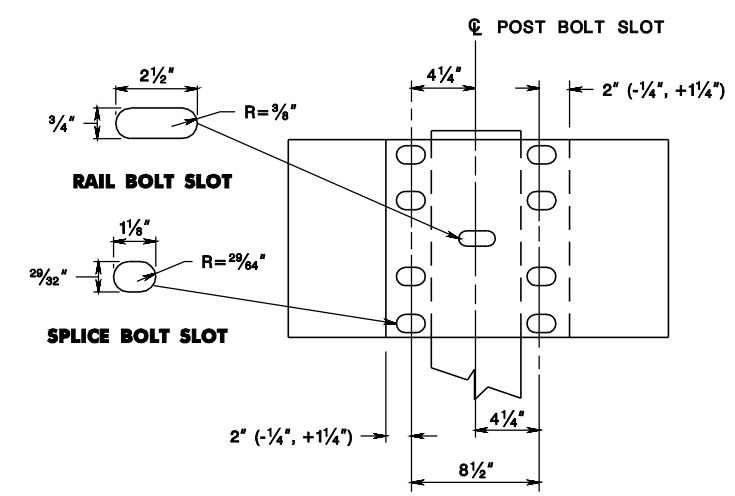 ℄ POST BOLT SLOT
2½"
4¼"
2" (-¼", +1¼")
R=⅜"
¾"
RAIL BOLT SLOT
1⅛"
R=29/64"
29/32"
SPLICE BOLT SLOT
4¼"
2" (-¼", +1¼")
8½"